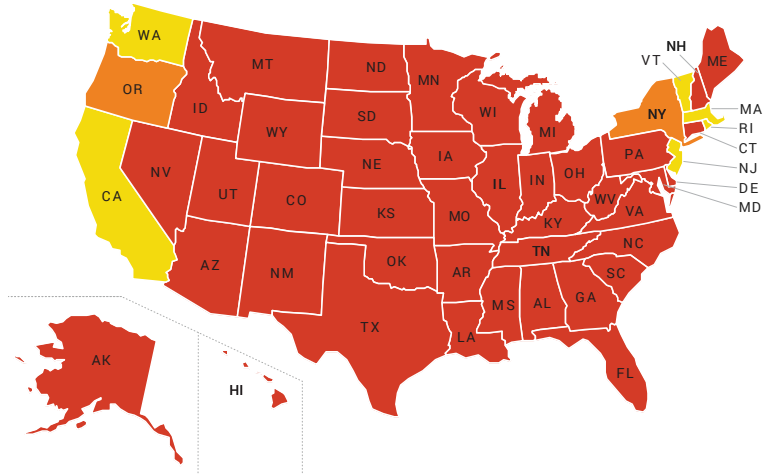 WA
NH
VT
ME
MT
ND
MN
OR
ID
SD
WI
MI
NY
MA
RI
CT
NJ
DE
MD
WY
NV
CA
UT
CO
NE
IA
IL
IN
OH
PA
WV
VA
KS
MO
KY
NC
TN
SC
AZ
NM
OK
AR
MS
AL
GA
TX
LA
FL
AK
HI